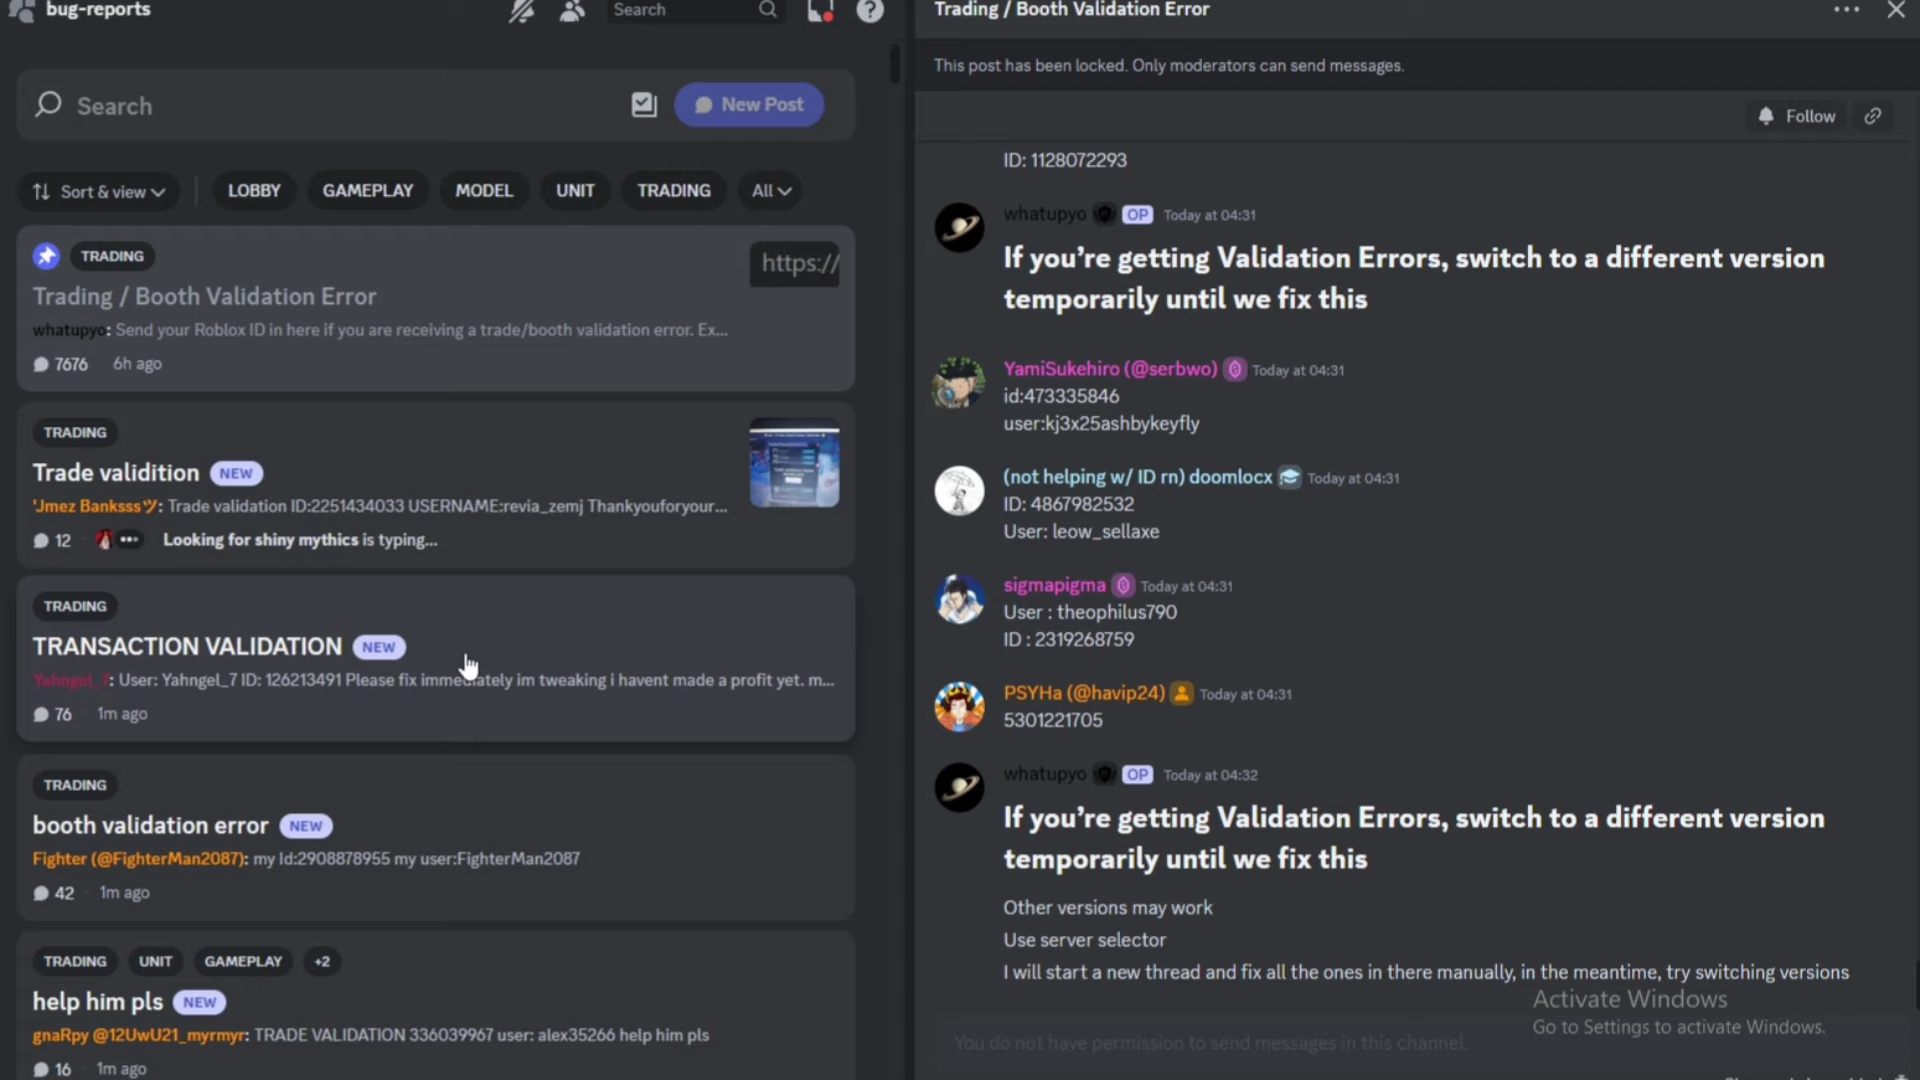 bug-reports
Search
Search
New Post
Sort & view
LOBBY
GAMEPLAY
MODEL
UNIT
TRADING
All
TRADING
https://
Trading / Booth Validation Error
whatupyo: Send your Roblox ID in here if you are receiving a trade/booth validation error. Ex...
7676
6h ago
TRADING
Trade validition NEW
'Jmez Banksssツ: Trade validation ID:2251434033 USERNAME:revia_zemj Thankyouforyour...
12
Looking for shiny mythics is typing...
TRADING
TRANSACTION VALIDATION NEW
Yahngel_7: User: Yahngel_7 ID: 126213491 Please fix immediately im tweaking i havent made a profit yet. m...
76
1m ago
TRADING
booth validation error NEW
Fighter (@FighterMan2087): my Id:2908878955 my user:FighterMan2087
42
1m ago
TRADING
UNIT
GAMEPLAY
+2
help him pls NEW
gnaRpy @12UwU21_myrmyr: TRADE VALIDATION 336039967 user: alex35266 help him pls
16
1m ago
Trading / Booth Validation Error
This post has been locked. Only moderators can send messages.
Follow
ID: 1128072293
whatupyo OP Today at 04:31
If you're getting Validation Errors, switch to a different version
temporarily until we fix this
YamiSukehiro (@serbwo) Today at 04:31
id:473335846
user:kj3x25ashbykeyfly
(not helping w/ ID rn) doomlocx Today at 04:31
ID: 4867982532
User: leow_sellaxe
sigmapigma Today at 04:31
User : theophilus790
ID : 2319268759
PSYHa (@havip24) Today at 04:31
5301221705
whatupyo OP Today at 04:32
If you're getting Validation Errors, switch to a different version
temporarily until we fix this
Other versions may work
Use server selector
I will start a new thread and fix all the ones in there manually, in the meantime, try switching versions
Activate Windows
Go to Settings to activate Windows.
You do not have permission to send messages in this channel.